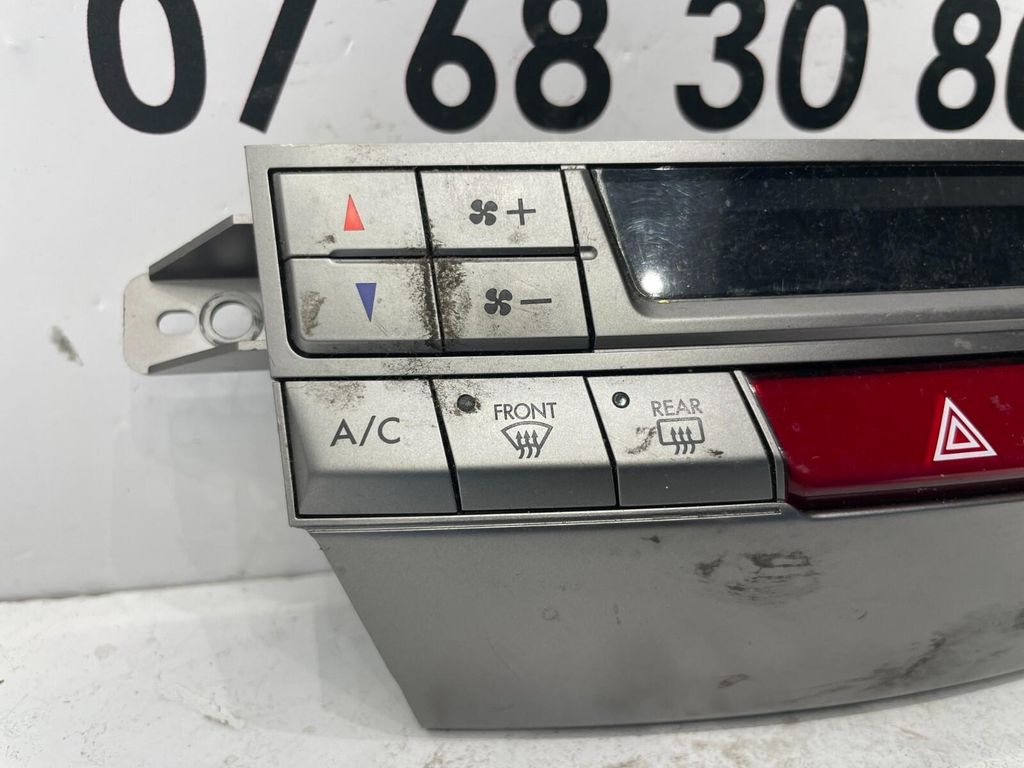 07 68 30 8
+
−
A/C
FRONT
REAR